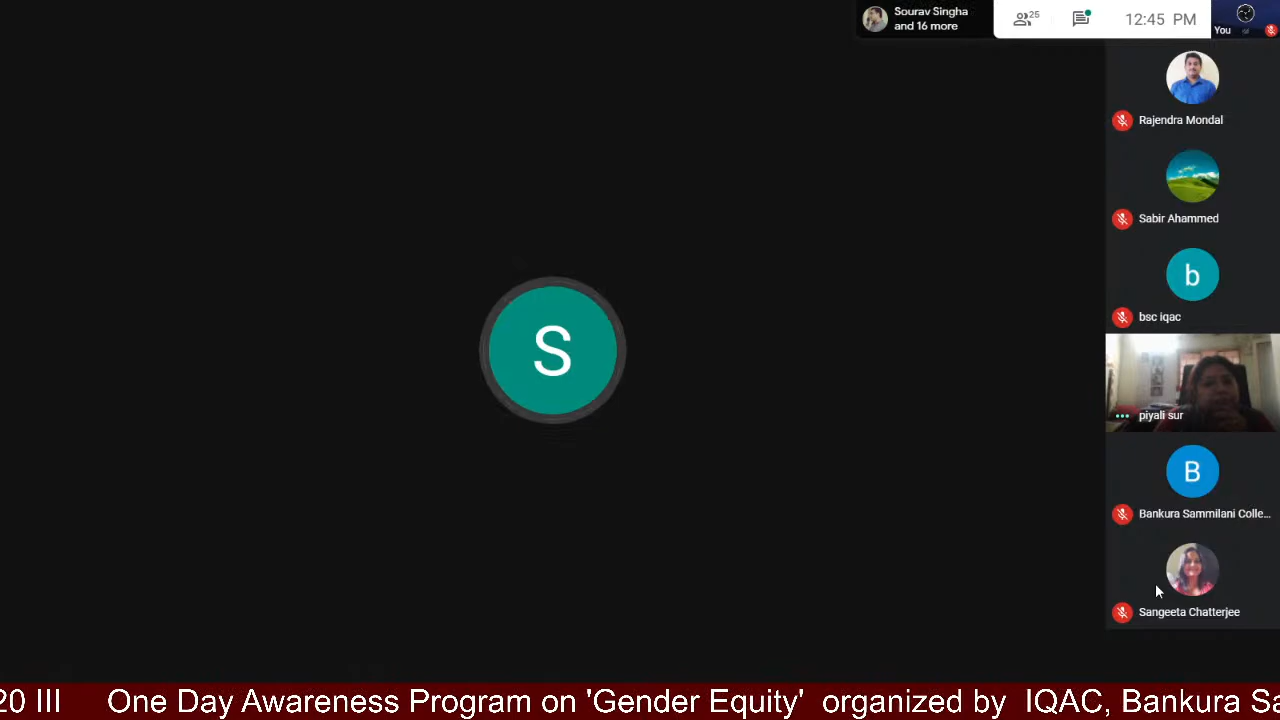 Sourav Singha
and 16 more
25
12:45 PM
You
Rajendra Mondal
Sabir Ahammed
b
bsc iqac
piyali sur
B
Bankura Sammilani Colle...
Sangeeta Chatterjee
S
20 III One Day Awareness Program on 'Gender Equity' organized by IQAC, Bankura Sa